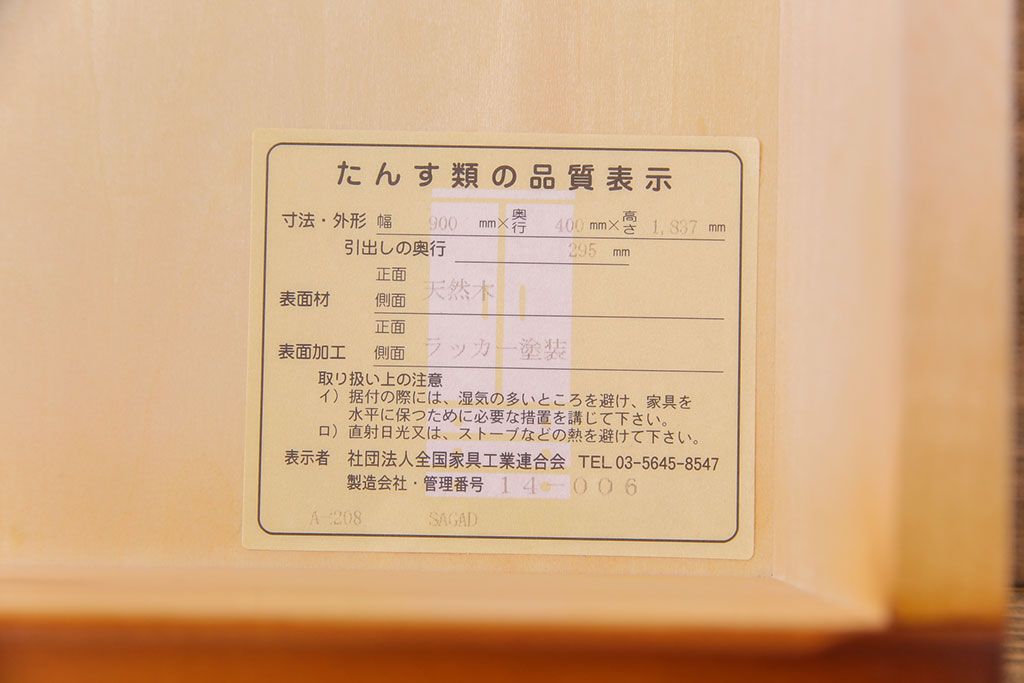 たんす類の品質表示
寸法・外形 幅 900 mm×奥行 400 mm×高さ 1,837 mm
引出しの奥行 295 mm
正面
表面材 側面 天然木
正面
表面加工 側面 ラッカー塗装
取り扱い上の注意
イ）据付の際には、湿気の多いところを避け、家具を
水平に保つために必要な措置を講じて下さい。
ロ）直射日光又は、ストーブなどの熱を避けて下さい。
表示者 社団法人全国家具工業連合会 TEL 03-5645-8547
製造会社・管理番号 14-006
A-208 SAGAD